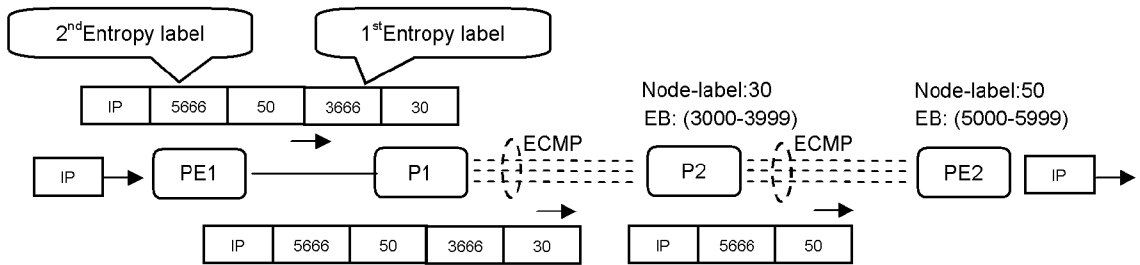 2ndEntropy label
1stEntropy label
IP 5666 50 3666 30
Node-label:30
EB: (3000-3999)
Node-label:50
EB: (5000-5999)
ECMP
ECMP
IP
PE1
P1
P2
PE2
IP
IP 5666 50 3666 30
IP 5666 50